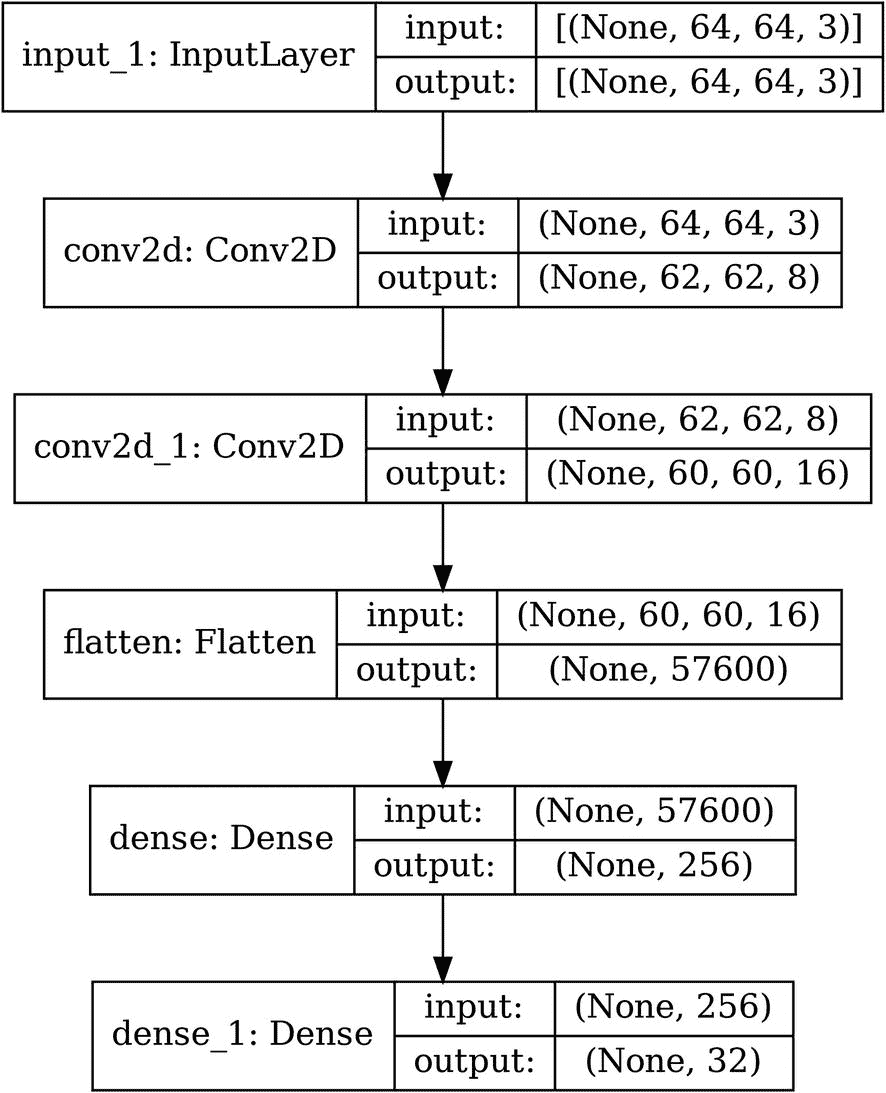 input_1: InputLayer
input: [(None, 64, 64, 3)]
output: [(None, 64, 64, 3)]
conv2d: Conv2D
input: (None, 64, 64, 3)
output: (None, 62, 62, 8)
conv2d_1: Conv2D
input: (None, 62, 62, 8)
output: (None, 60, 60, 16)
flatten: Flatten
input: (None, 60, 60, 16)
output: (None, 57600)
dense: Dense
input: (None, 57600)
output: (None, 256)
dense_1: Dense
input: (None, 256)
output: (None, 32)